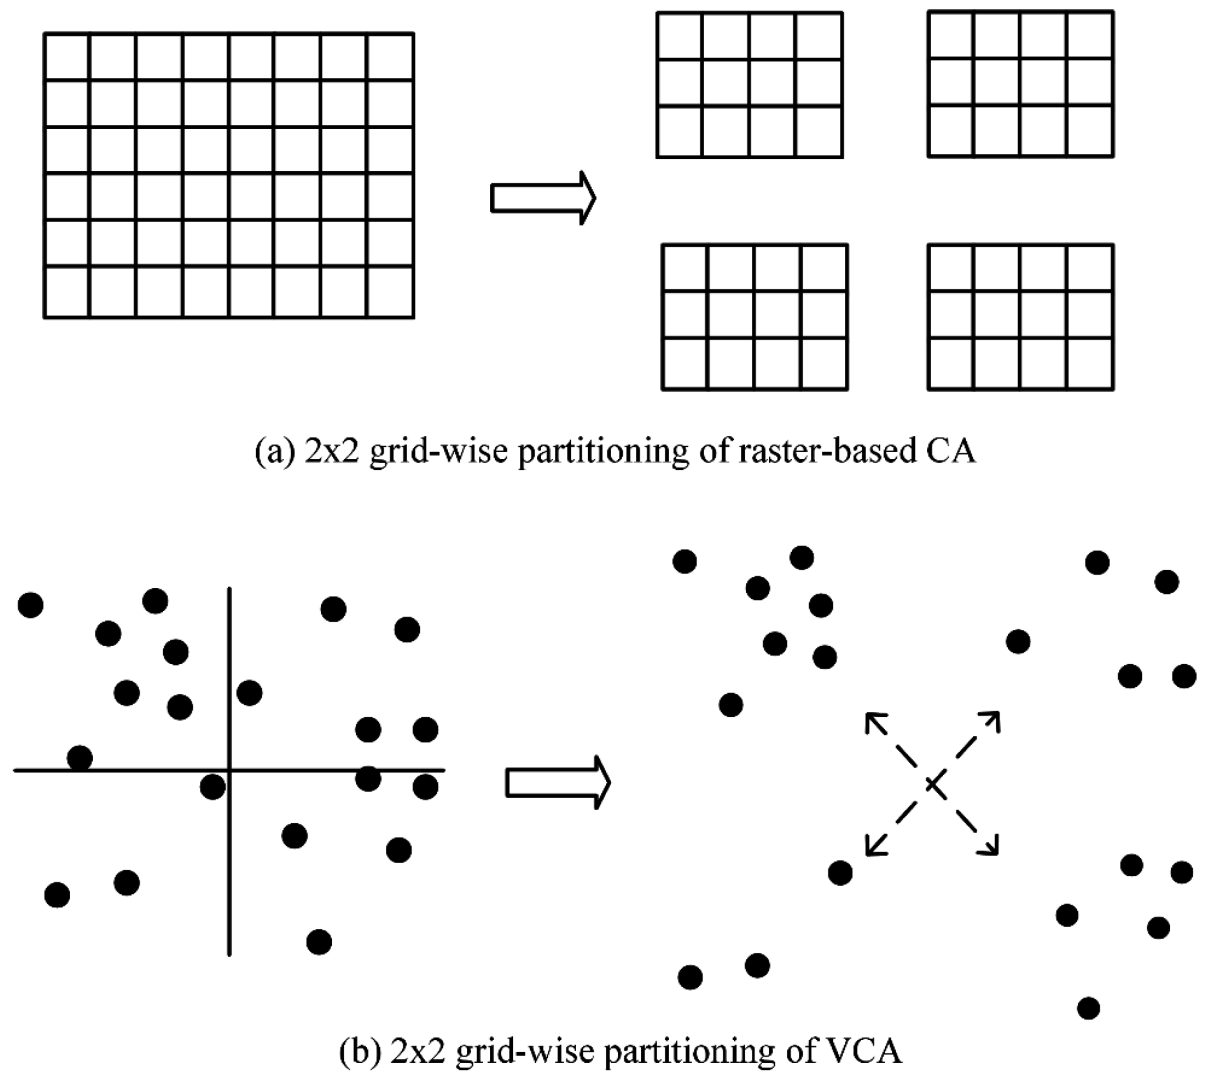 (a) 2x2 grid-wise partitioning of raster-based CA
(b) 2x2 grid-wise partitioning of VCA